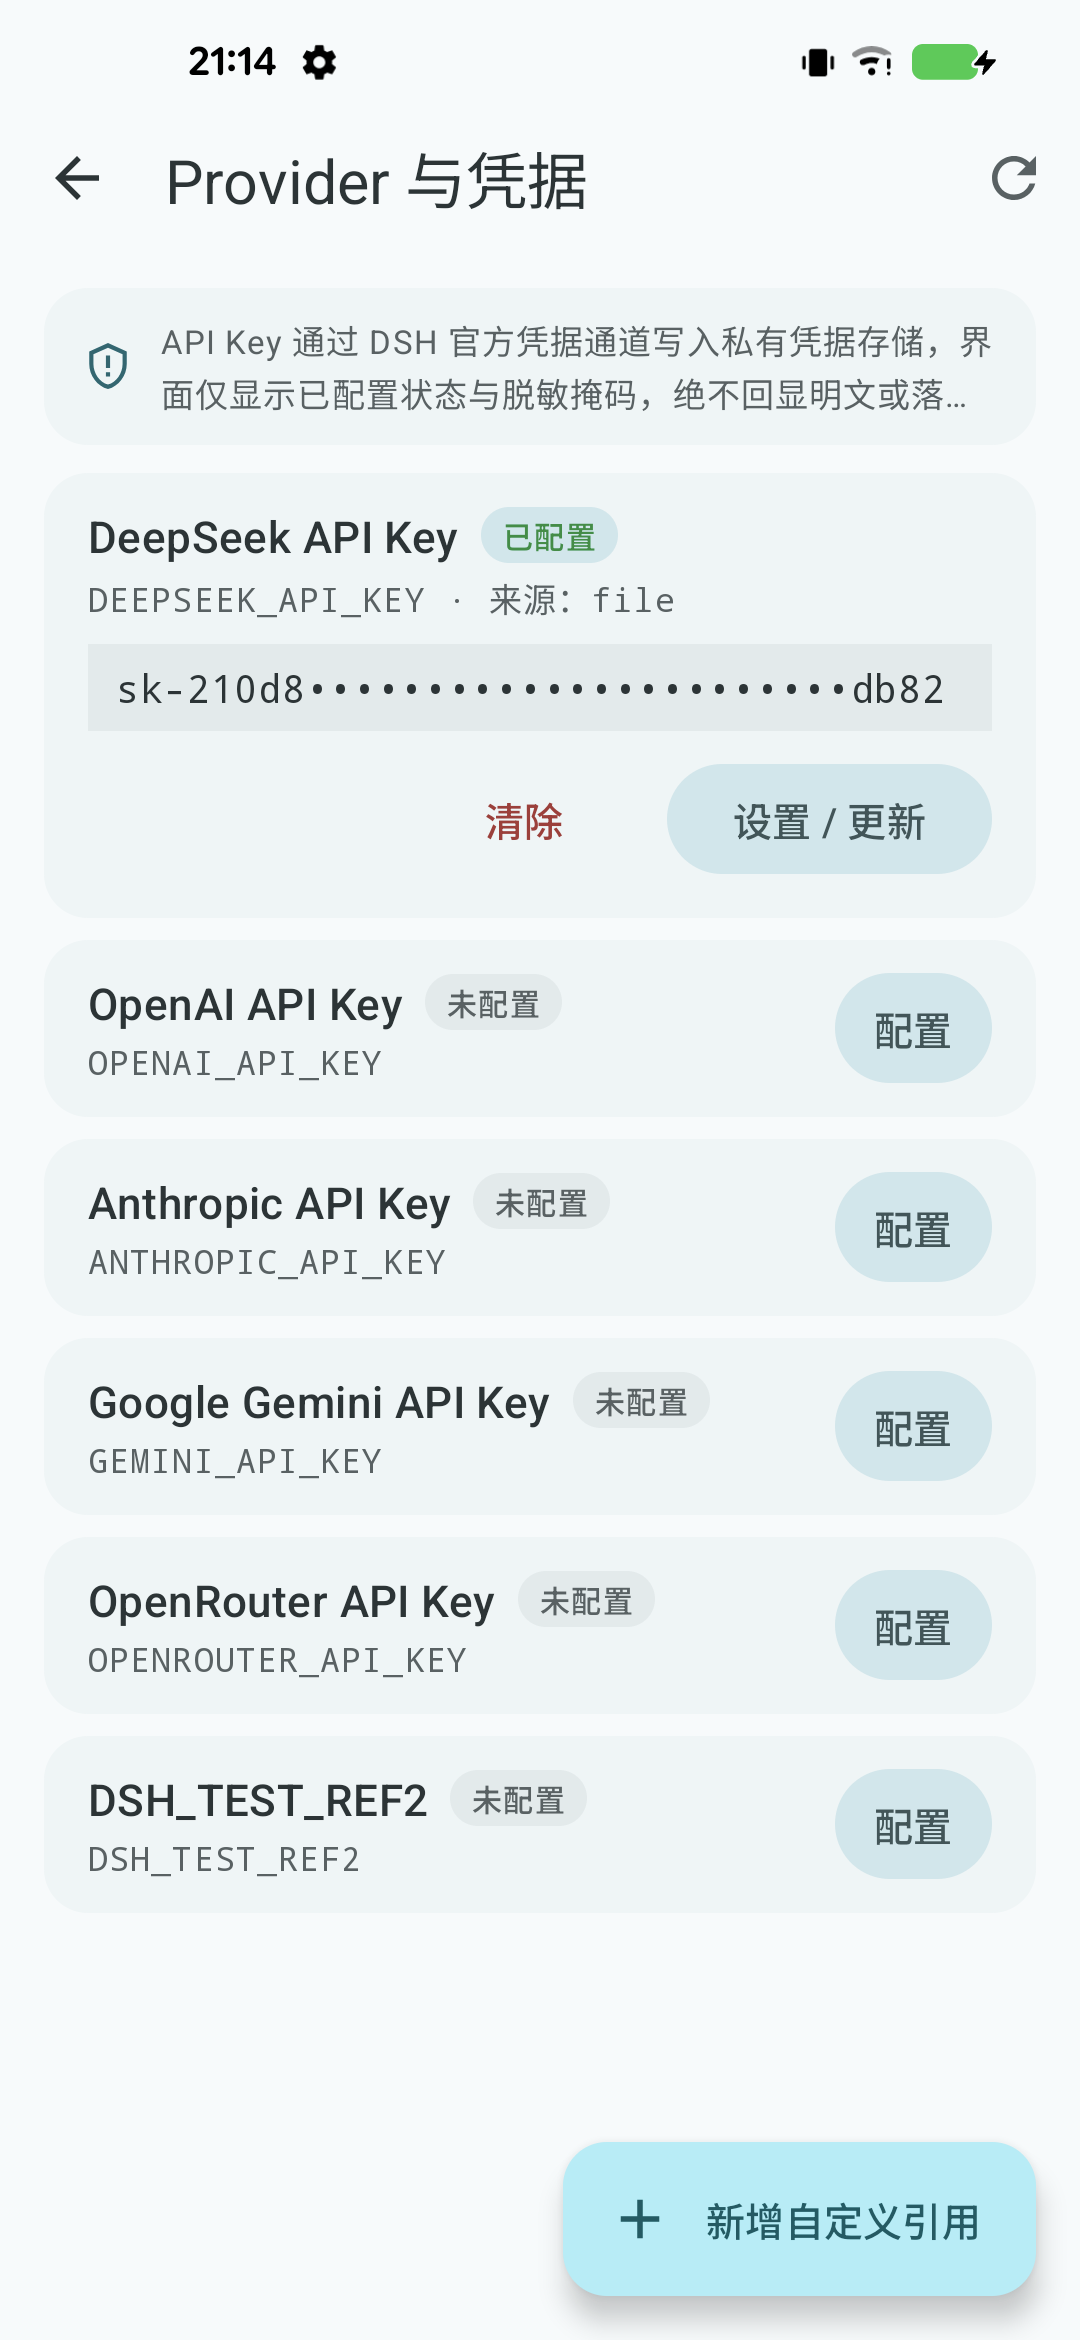 21:14
Provider 与凭据
API Key 通过 DSH 官方凭据通道写入私有凭据存储，界
面仅显示已配置状态与脱敏掩码，绝不回显明文或落…
DeepSeek API Key 已配置
DEEPSEEK_API_KEY · 来源：file
sk-210d8•••••••••••••••••••••••db82
清除 设置 / 更新
OpenAI API Key 未配置
OPENAI_API_KEY
配置
Anthropic API Key 未配置
ANTHROPIC_API_KEY
配置
Google Gemini API Key 未配置
GEMINI_API_KEY
配置
OpenRouter API Key 未配置
OPENROUTER_API_KEY
配置
DSH_TEST_REF2 未配置
DSH_TEST_REF2
配置
新增自定义引用